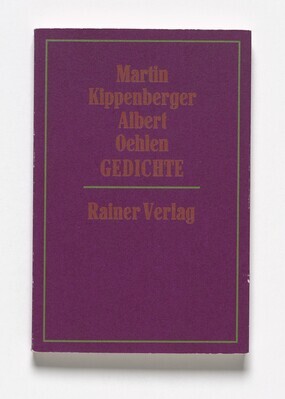 Martin
Kippenberger
Albert
Oehlen
GEDICHTE
Rainer Verlag